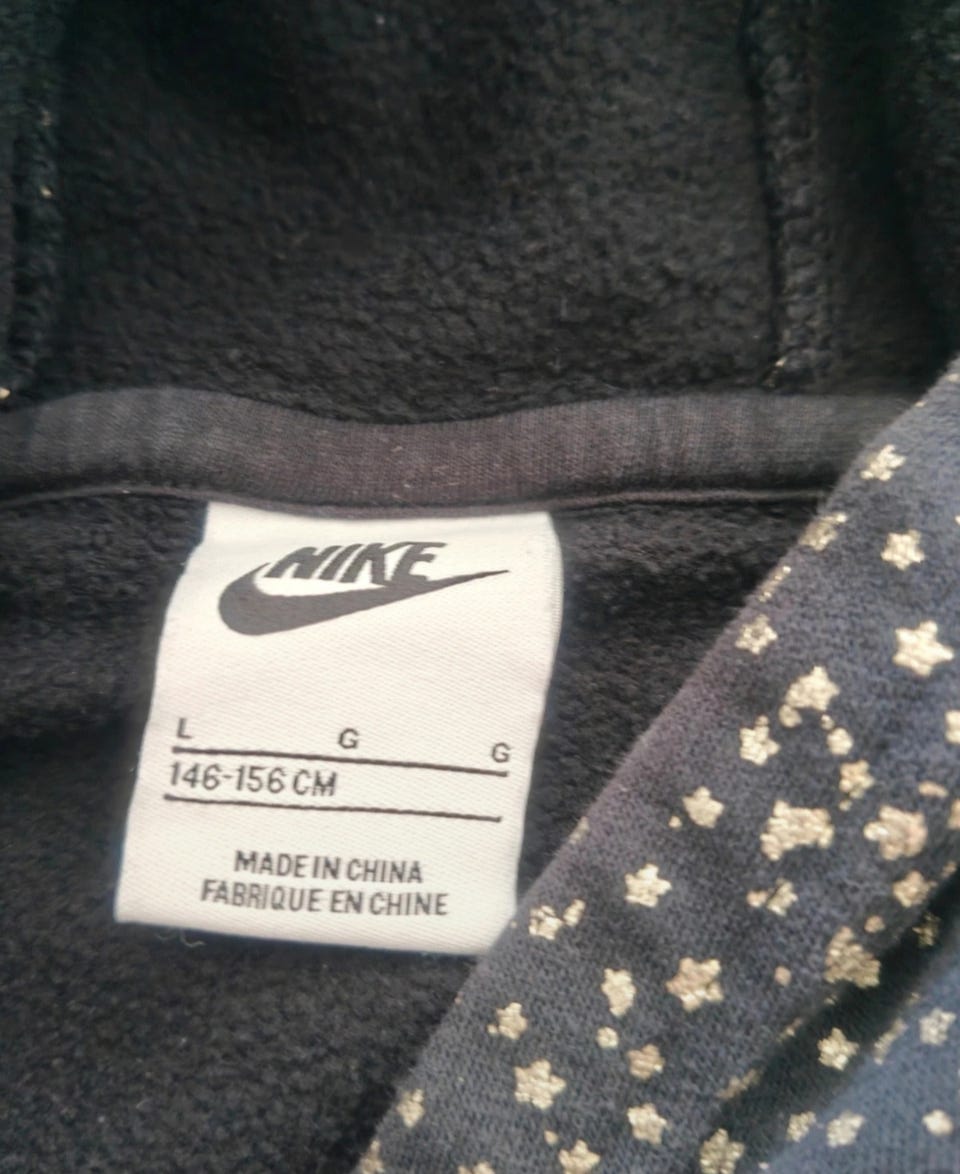 NIKE
L G G
146-156 CM
MADE IN CHINA
FABRIQUE EN CHINE